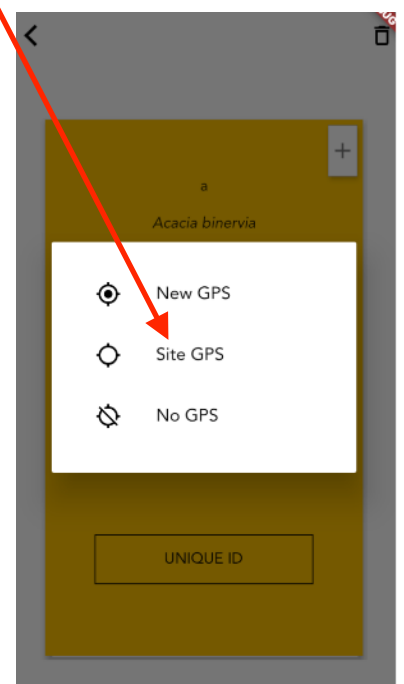 a
Acacia binervia
New GPS
Site GPS
No GPS
UNIQUE ID